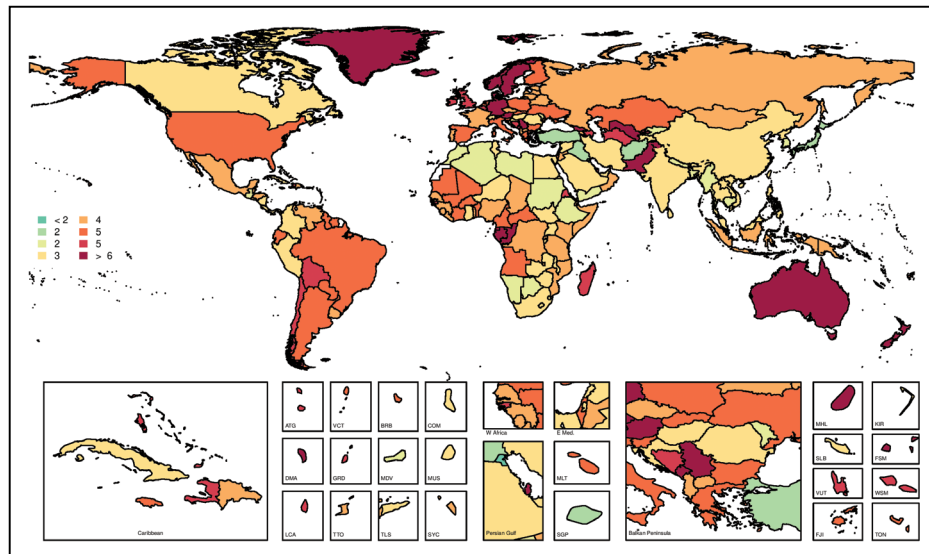 < 2
2
2
3
4
5
5
> 6
Caribbean
ATG
VCT
BRB
COM
DMA
GRD
MDV
MUS
LCA
TTO
TLS
SYC
W Africa
E Med.
Persian Gulf
MLT
SGP
Balkan Peninsula
MHL
KIR
SLB
FSM
VUT
WSM
FJI
TON